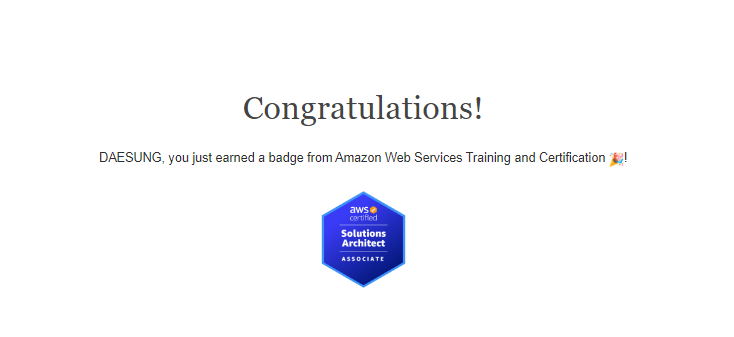 Congratulations!
DAESUNG, you just earned a badge from Amazon Web Services Training and Certification 🎉!
aws
certified
Solutions
Architect
ASSOCIATE